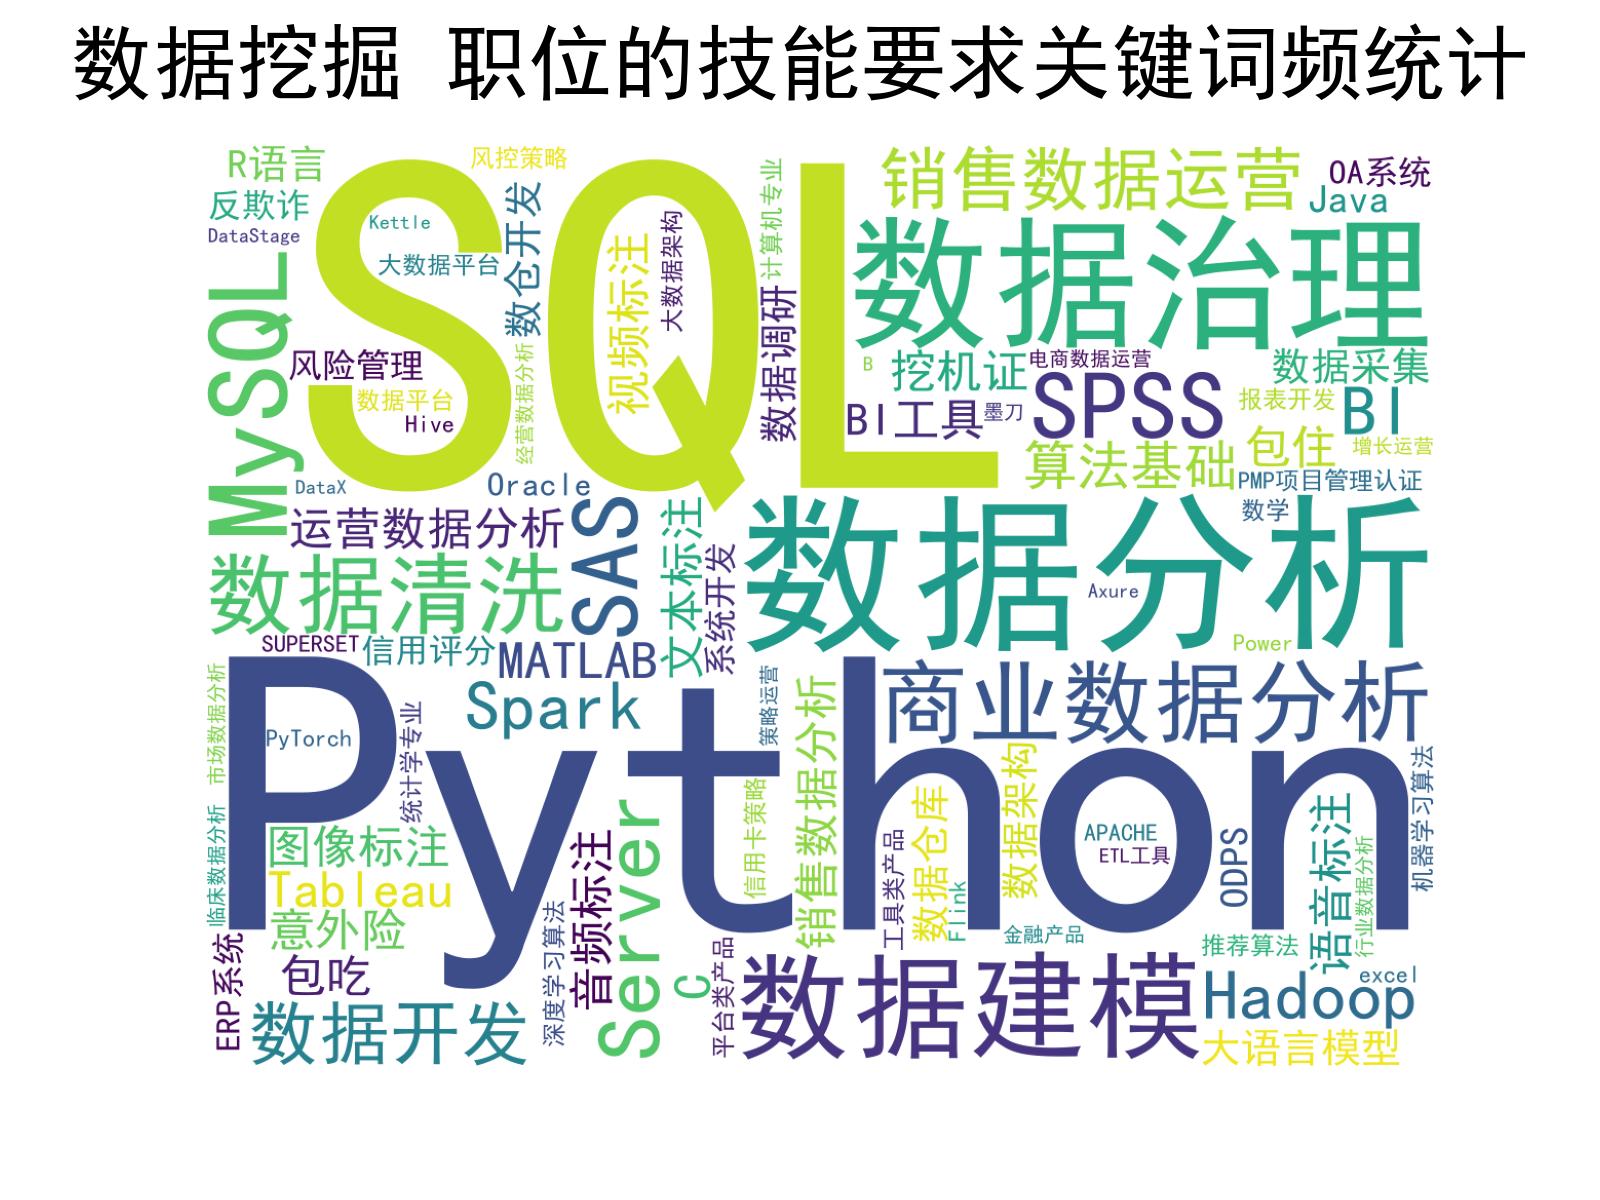 数据挖掘 职位的技能要求关键词频统计
R语言
SQL
风控策略
计算机专业
销售数据运营
OA系统
反欺诈
数仓开发
Java
Kettle
大数据架构
DataStage
数据治理
视频标注
大数据平台
MySQL
数据调研
风险管理
经营数据分析
B
挖机证
电商数据运营
数据采集
SPSS
数据平台
BI工具
墨刀
报表开发
BI
Hive
算法基础
包住
增长运营
DataX
Oracle
PMP项目管理认证
数学
运营数据分析
SAS
文本标注
数据分析
数据清洗
系统开发
Axure
SUPERSET
信用评分
MATLAB
Power
Python
商业数据分析
市场数据分析
Spark
策略运营
销售数据分析
PyTorch
统计学专业
数据架构
机器学习算法
信用卡策略
数据仓库
语音标注
临床数据分析
图像标注
Server
音频标注
工具类产品
APACHE
ETL工具
ODPS
行业数据分析
Tableau
Flink
意外险
深度学习算法
金融产品
推荐算法
ERP系统
包吃
C
平台类产品
数据建模
Hadoop
excel
数据开发
大语言模型